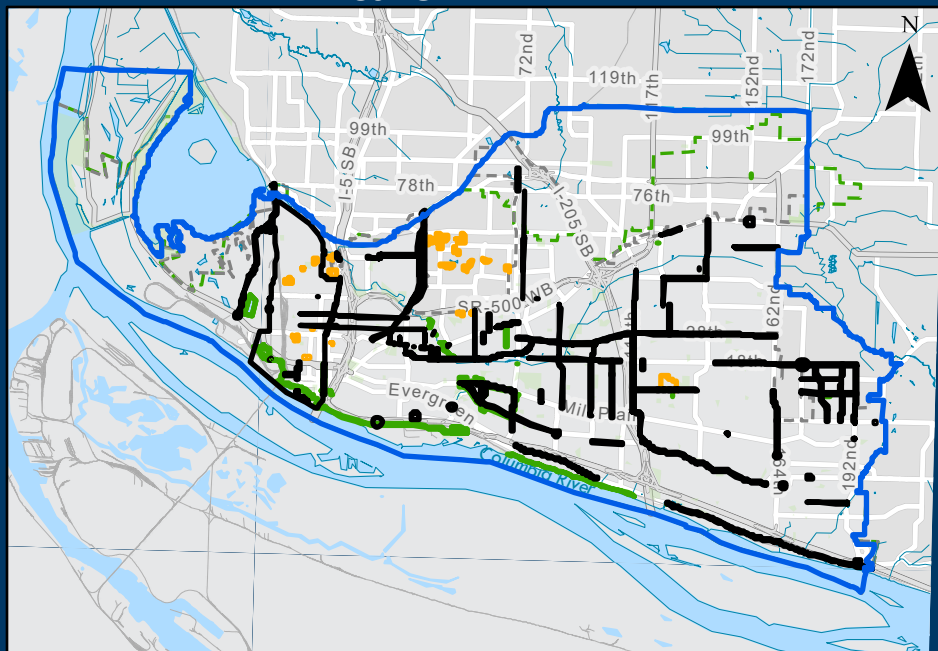 N
72nd
172nd
119th
152nd
117th
99th
99th
I-5 SB
78th
76th
I-205 SB
SR-500 WB
162nd
Evergreen
Mill Plain
192nd
164th
Columbia River